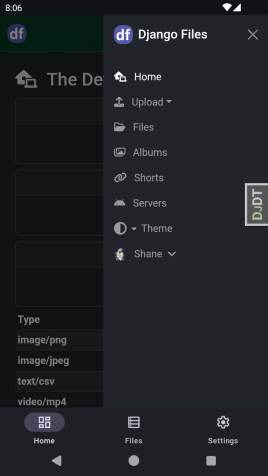 8:06
df
df Django Files
The De
Home
Upload
Files
Albums
Shorts
Servers
DJDT
Theme
Shane
Type
image/png
image/jpeg
text/csv
video/mp4
Home Files Settings